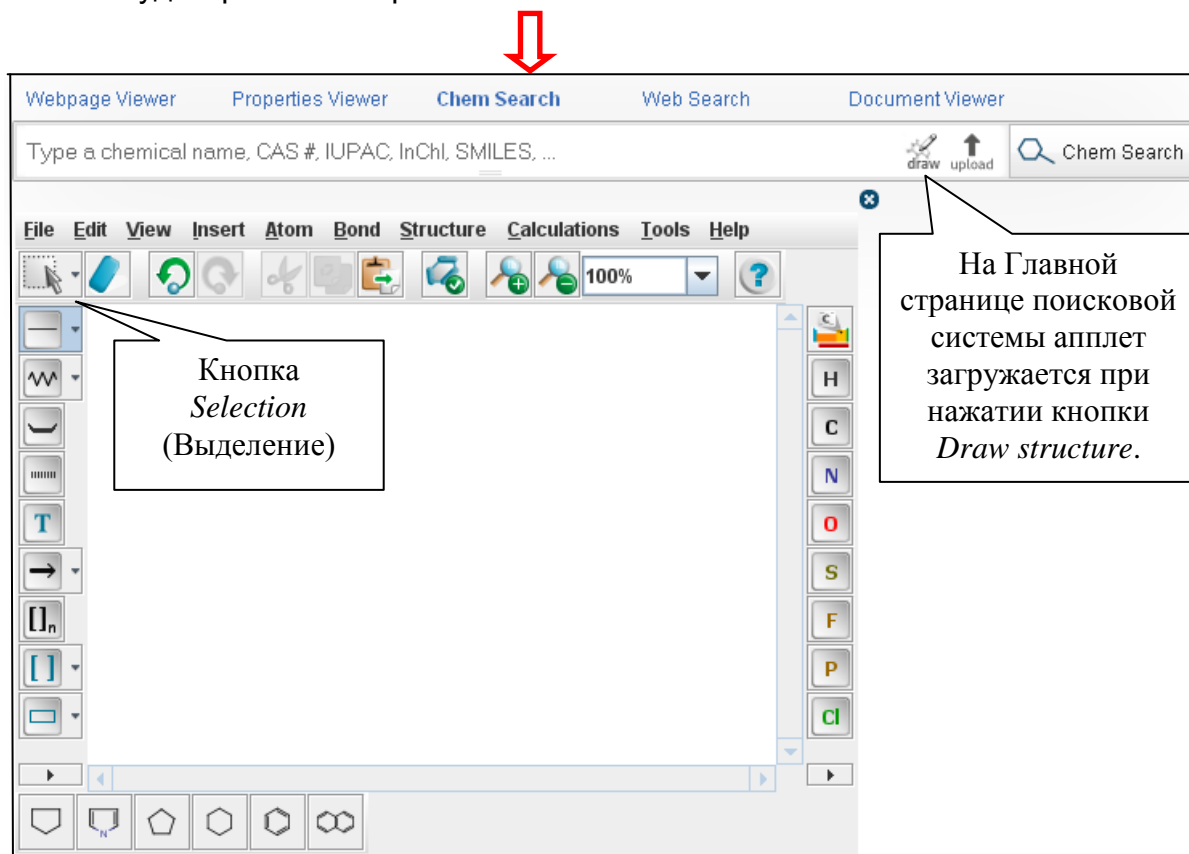 Webpage Viewer Properties Viewer Chem Search Web Search Document Viewer
Type a chemical name, CAS #, IUPAC, InChI, SMILES, ... draw upload Chem Search
File Edit View Insert Atom Bond Structure Calculations Tools Help
100% ?
На Главной
странице поисковой
системы апплет
загружается при
нажатии кнопки
Draw structure.
Кнопка
Selection
(Выделение)
H
C
N
O
S
F
P
Cl
T
[]n
[ ]
N